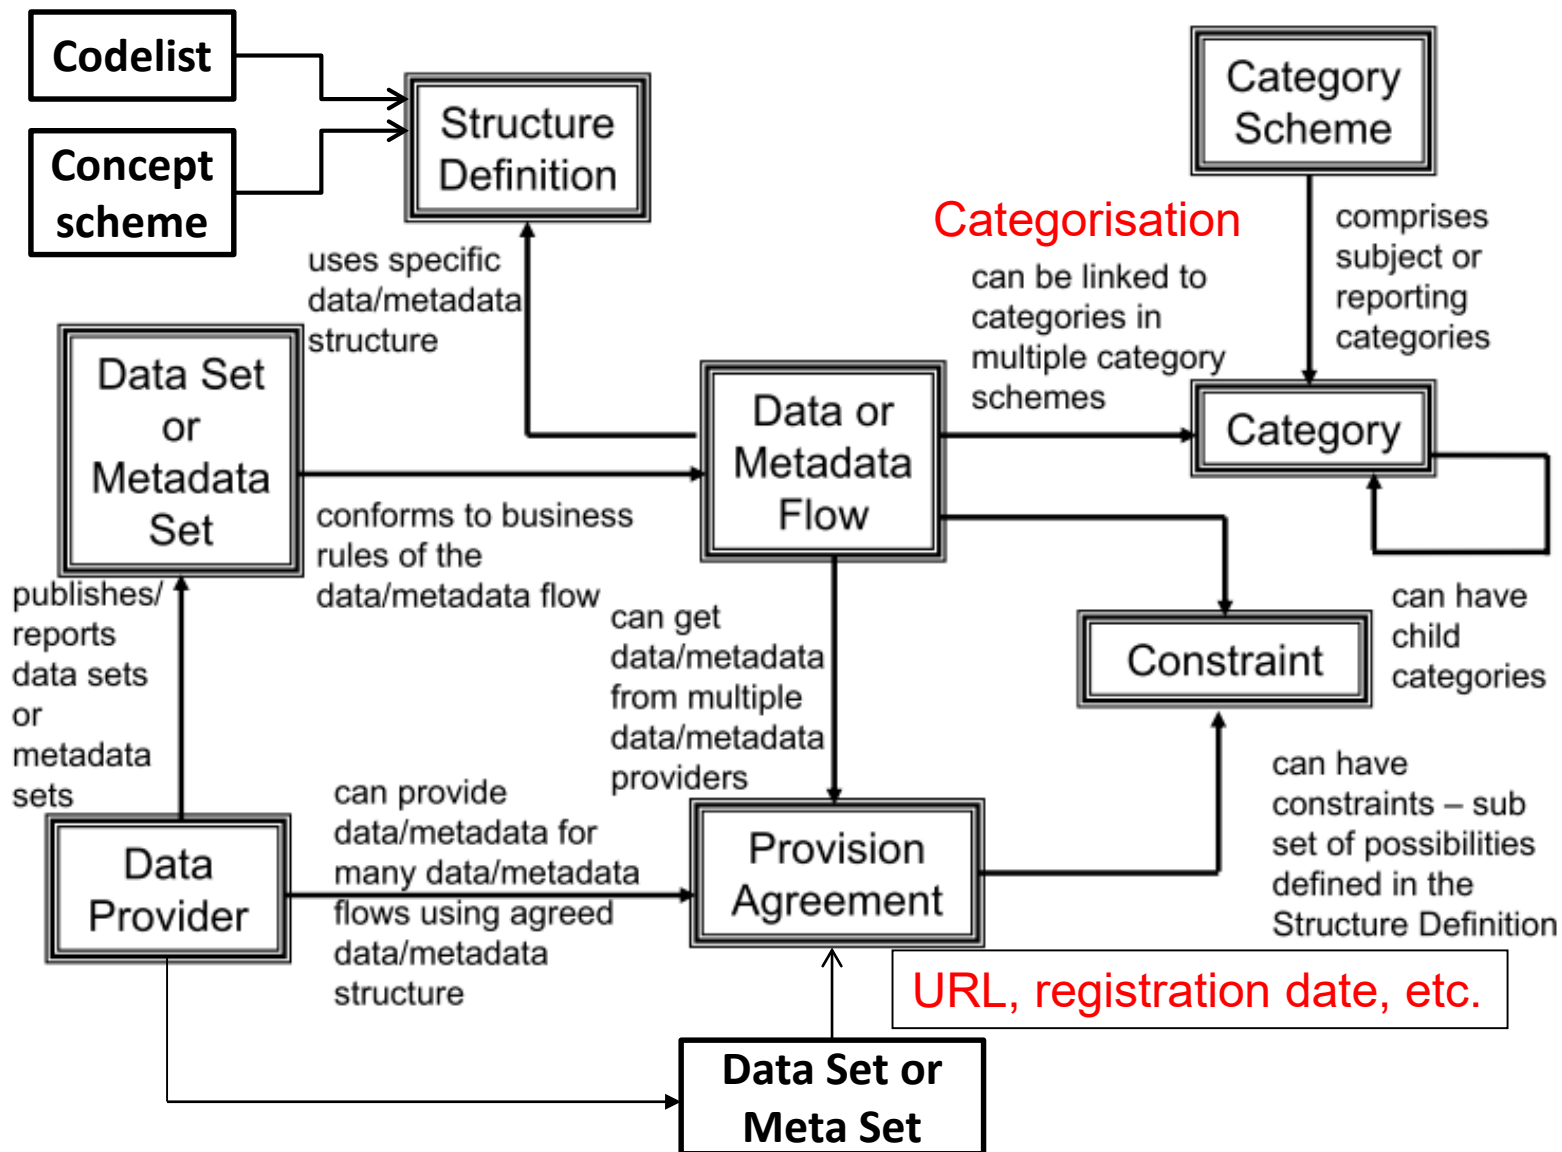 Codelist
Concept
scheme
Structure
Definition
Category
Scheme
Categorisation
comprises
subject or
reporting
categories
uses specific
data/metadata
structure
can be linked to
categories in
multiple category
schemes
Data Set
or
Metadata
Set
Data or
Metadata
Flow
Category
conforms to business
rules of the
data/metadata flow
publishes/
reports
data sets
or
metadata
sets
can get
data/metadata
from multiple
data/metadata
providers
Constraint
can have
child
categories
can provide
data/metadata for
many data/metadata
flows using agreed
data/metadata
structure
can have
constraints – sub
set of possibilities
defined in the
Structure Definition
Data
Provider
Provision
Agreement
URL, registration date, etc.
Data Set or
Meta Set